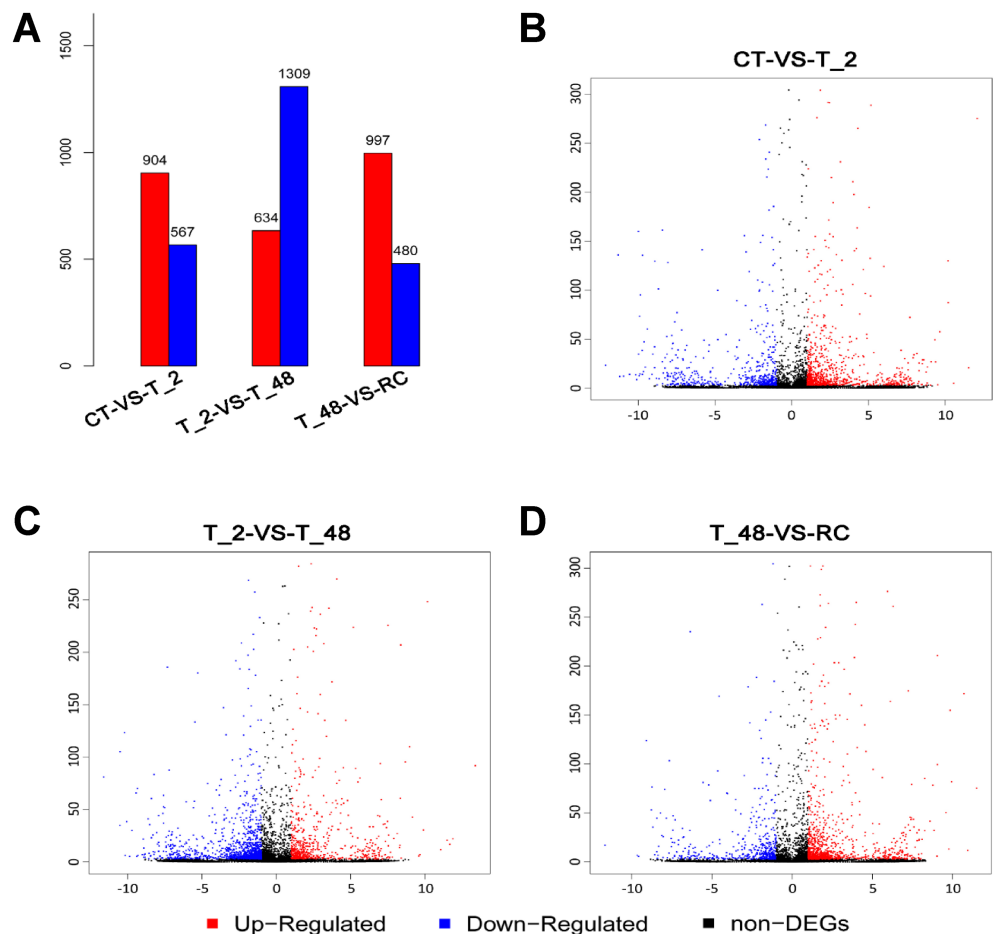 A
1500
1000
500
0
904
567
634
1309
997
480
CT-VS-T_2
T_2-VS-T_48
T_48-VS-RC
B
CT-VS-T_2
300
250
200
150
100
50
0
-10 -5 0 5 10
C
T_2-VS-T_48
250
200
150
100
50
0
-10 -5 0 5 10
D
T_48-VS-RC
300
250
200
150
100
50
0
-10 -5 0 5 10
Up-Regulated Down-Regulated non-DEGs